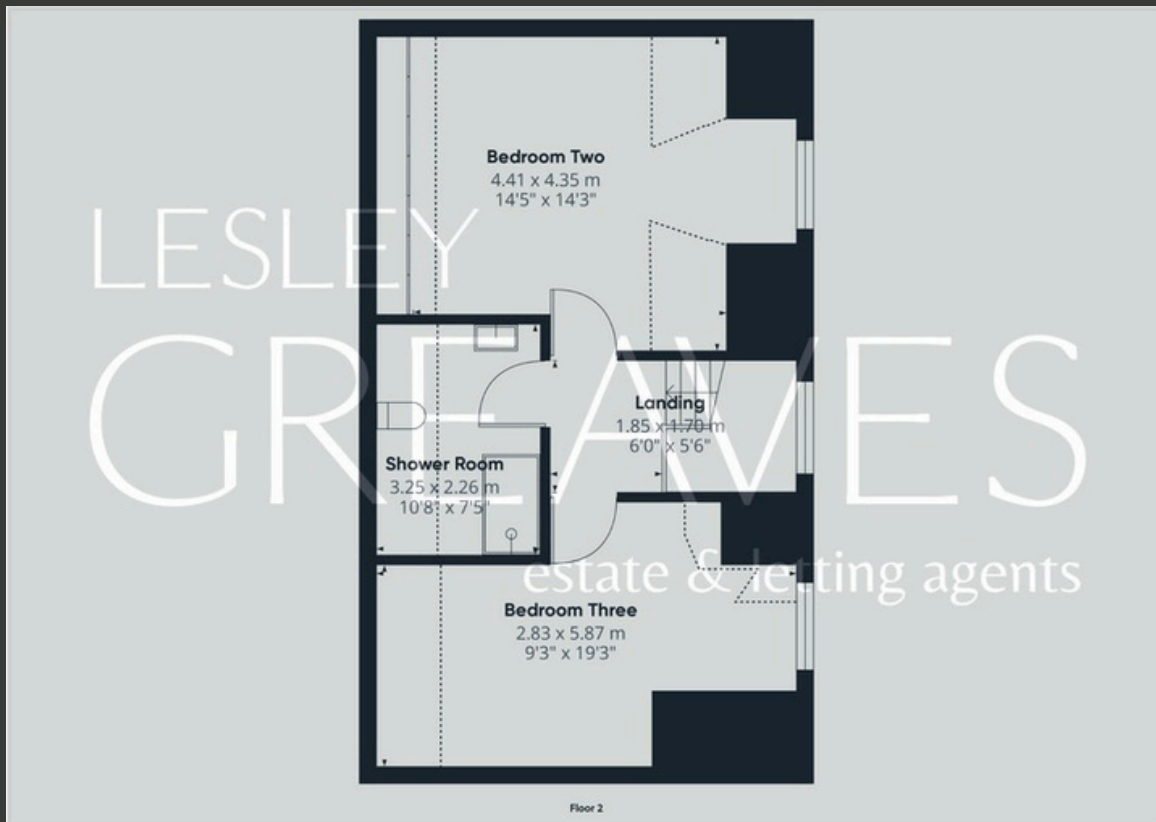 Bedroom Two
4.41 x 4.35 m
14'5" x 14'3"
LESLEY
GREAVES
Landing
1.85 x 1.70 m
6'0" x 5'6"
Shower Room
3.25 x 2.26 m
10'8" x 7'5"
estate & letting agents
Bedroom Three
2.83 x 5.87 m
9'3" x 19'3"
Floor 2